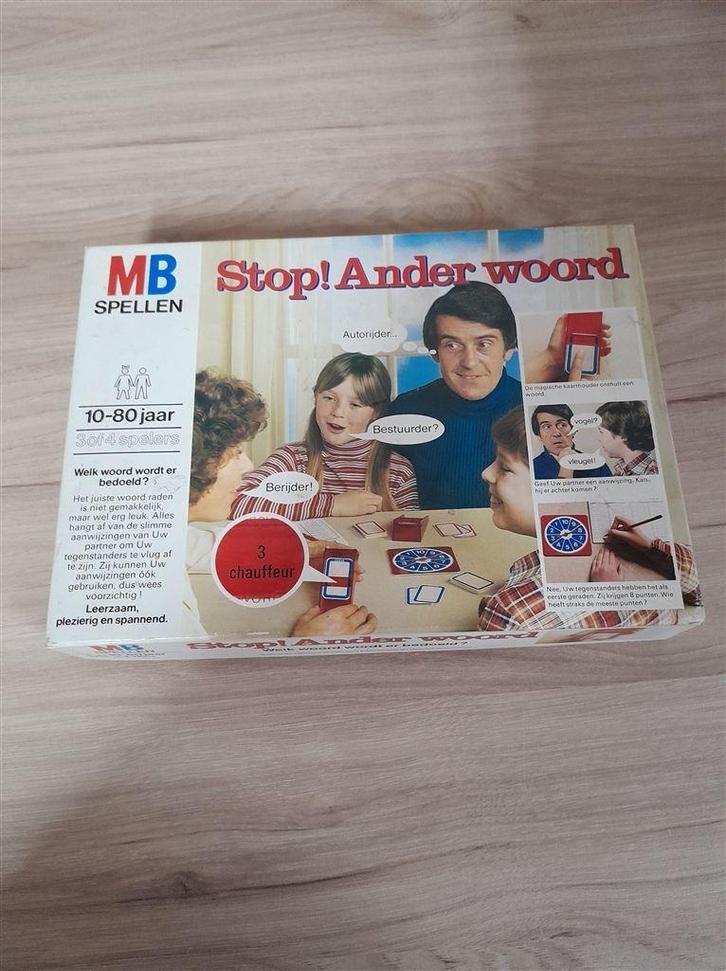 MB
SPELLEN
10-80 jaar
3 of 4 spelers
Welk woord wordt er
bedoeld?
Het juiste woord raden
is niet gemakkelijk,
maar wel erg leuk. Alles
hangt af van de slimme
aanwijzingen van Uw
partner om Uw
tegenstanders te vlug af
te zijn. Zij kunnen Uw
aanwijzingen óók
gebruiken, dus wees
voorzichtig!
Leerzaam,
plezierig en spannend.
Stop! Ander woord
Autorijder...
Bestuurder?
Berijder!
3
chauffeur
De magische kaarthouder onthult een
woord.
vogel?
vleugel!
Geef Uw partner een aanwijzing. Kan
hij er achter komen?
Nee, Uw tegenstanders hebben het als
eerste geraden. Zij krijgen 8 punten. Wie
heeft straks de meeste punten?
MB
Stop! Ander woord
Welk woord wordt er bedoeld?